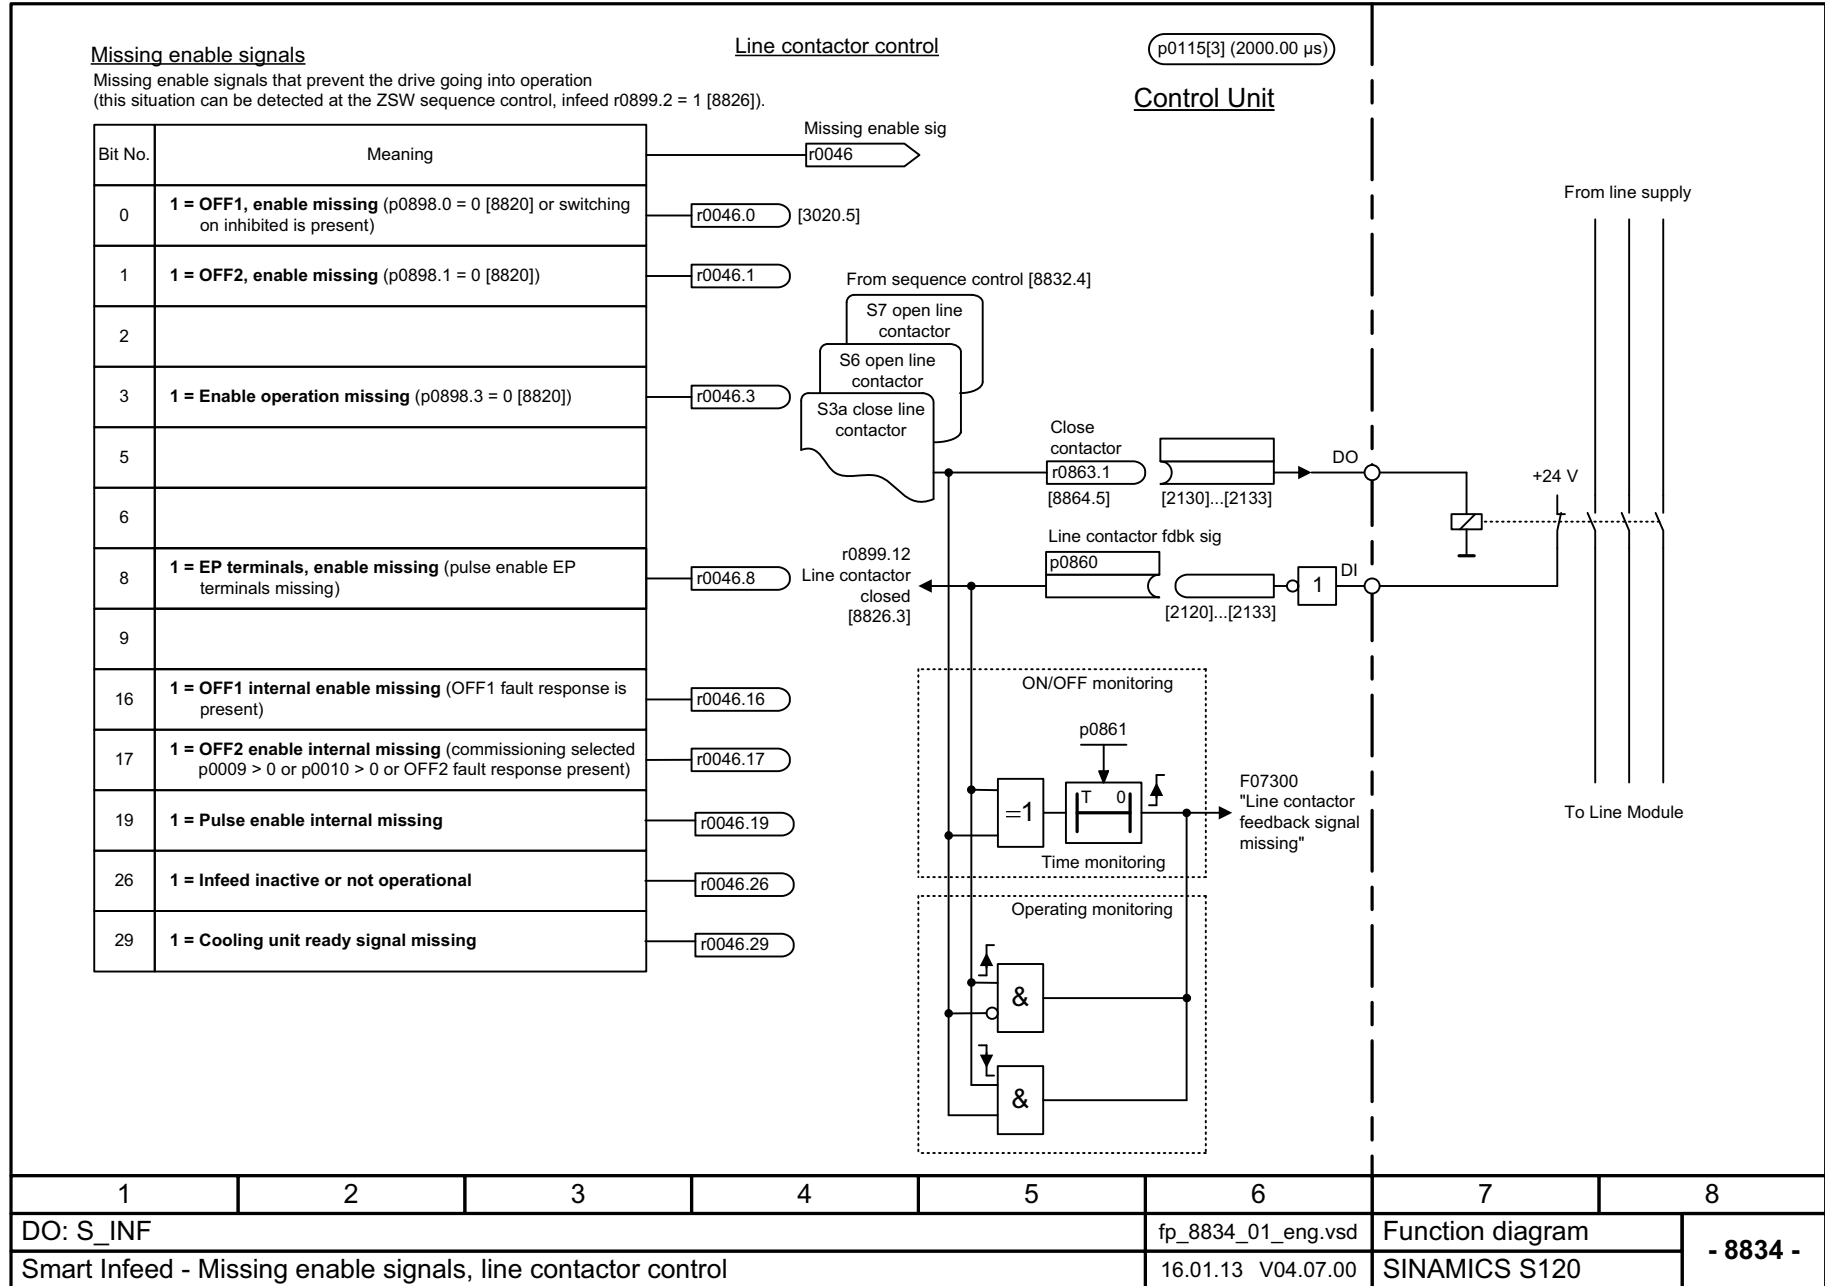 Missing enable signals
Missing enable signals that prevent the drive going into operation
(this situation can be detected at the ZSW sequence control, infeed r0899.2 = 1 [8826]).
Line contactor control
p0115[3] (2000.00 µs)
Control Unit
Bit No.
Meaning
Missing enable sig
r0046
0
1 = OFF1, enable missing (p0898.0 = 0 [8820] or switching
on inhibited is present)
r0046.0
[3020.5]
1
1 = OFF2, enable missing (p0898.1 = 0 [8820])
r0046.1
2
3
1 = Enable operation missing (p0898.3 = 0 [8820])
r0046.3
5
6
8
1 = EP terminals, enable missing (pulse enable EP
terminals missing)
r0046.8
9
16
1 = OFF1 internal enable missing (OFF1 fault response is
present)
r0046.16
17
1 = OFF2 enable internal missing (commissioning selected
p0009 > 0 or p0010 > 0 or OFF2 fault response present)
r0046.17
19
1 = Pulse enable internal missing
r0046.19
26
1 = Infeed inactive or not operational
r0046.26
29
1 = Cooling unit ready signal missing
r0046.29
From sequence control [8832.4]
S7 open line
contactor
S6 open line
contactor
S3a close line
contactor
Close
contactor
r0863.1
[8864.5]
[2130]...[2133]
DO
Line contactor fdbk sig
p0860
[2120]...[2133]
1
DI
r0899.12
Line contactor
closed
[8826.3]
ON/OFF monitoring
p0861
=1
T 0
Time monitoring
F07300
"Line contactor
feedback signal
missing"
Operating monitoring
&
&
From line supply
+24 V
To Line Module
1 2 3 4 5 6 7 8
DO: S_INF
fp_8834_01_eng.vsd
Function diagram
- 8834 -
Smart Infeed - Missing enable signals, line contactor control
16.01.13 V04.07.00
SINAMICS S120